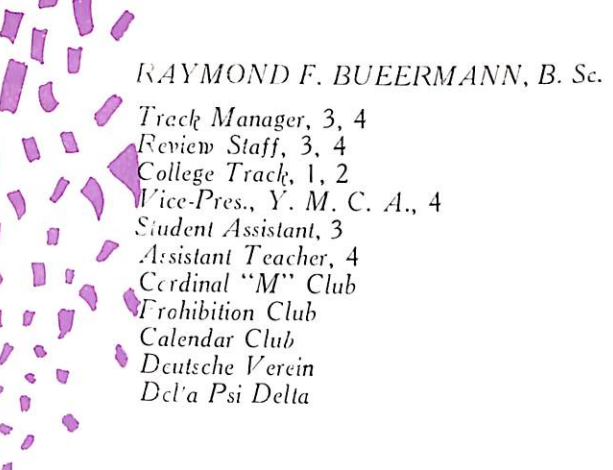 RAYMOND F. BUEERMANN, B. Sc.
Track Manager, 3, 4
Review Staff, 3, 4
College Track, 1, 2
Vice-Pres., Y. M. C. A., 4
Student Assistant, 3
Assistant Teacher, 4
Cardinal “M” Club
Prohibition Club
Calendar Club
Deutsche Verein
Delta Psi Delta